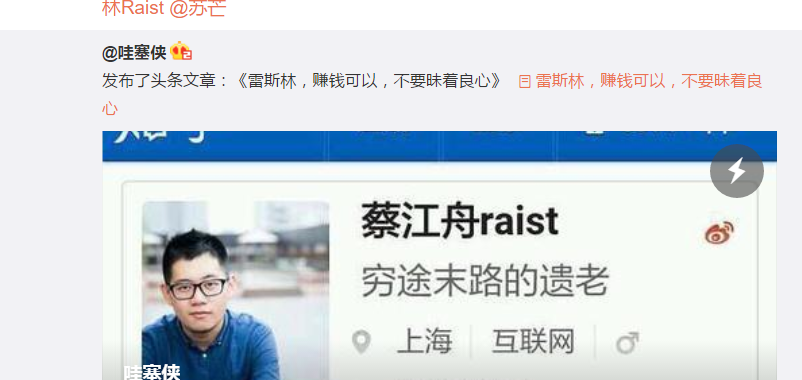 林Raist @苏芒
@哇塞侠
发布了头条文章：《雷斯林，赚钱可以，不要昧着良心》 雷斯林，赚钱可以，不要昧着良
心
蔡江舟raist
穷途末路的遗老
上海 互联网
哇塞侠